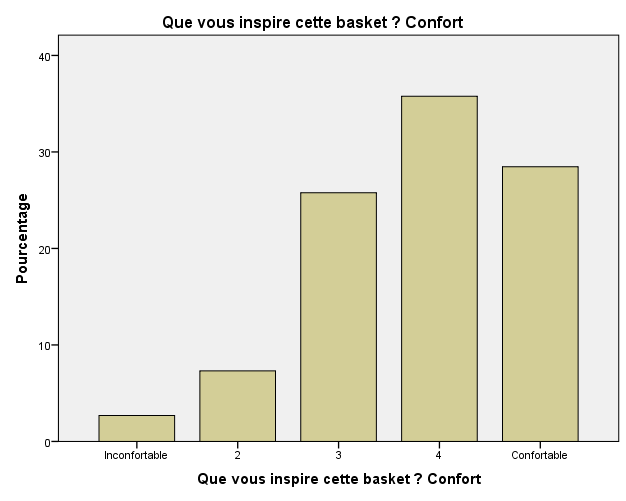 Que vous inspire cette basket ? Confort
Pourcentage
40
30
20
10
0
Inconfortable 2 3 4 Confortable
Que vous inspire cette basket ? Confort